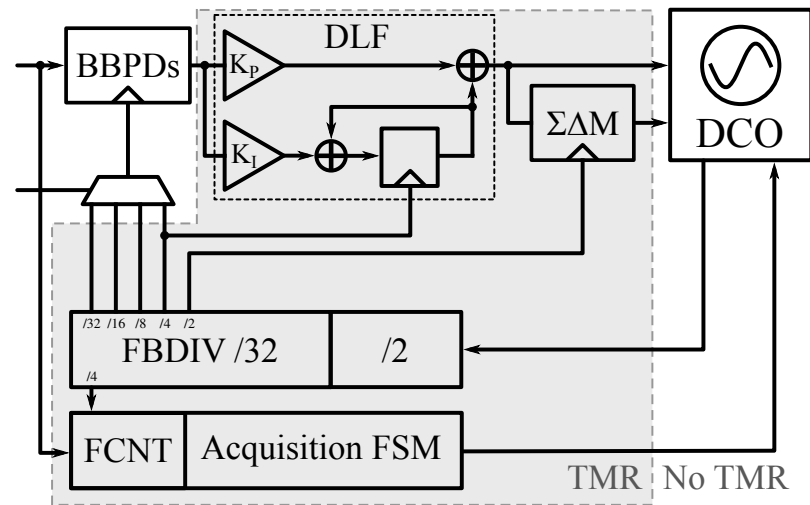 DLF
BBPDs
K_P
K_I
ΣΔM
DCO
/32 /16 /8 /4 /2
FBDIV /32
/2
/4
FCNT
Acquisition FSM
TMR
No TMR